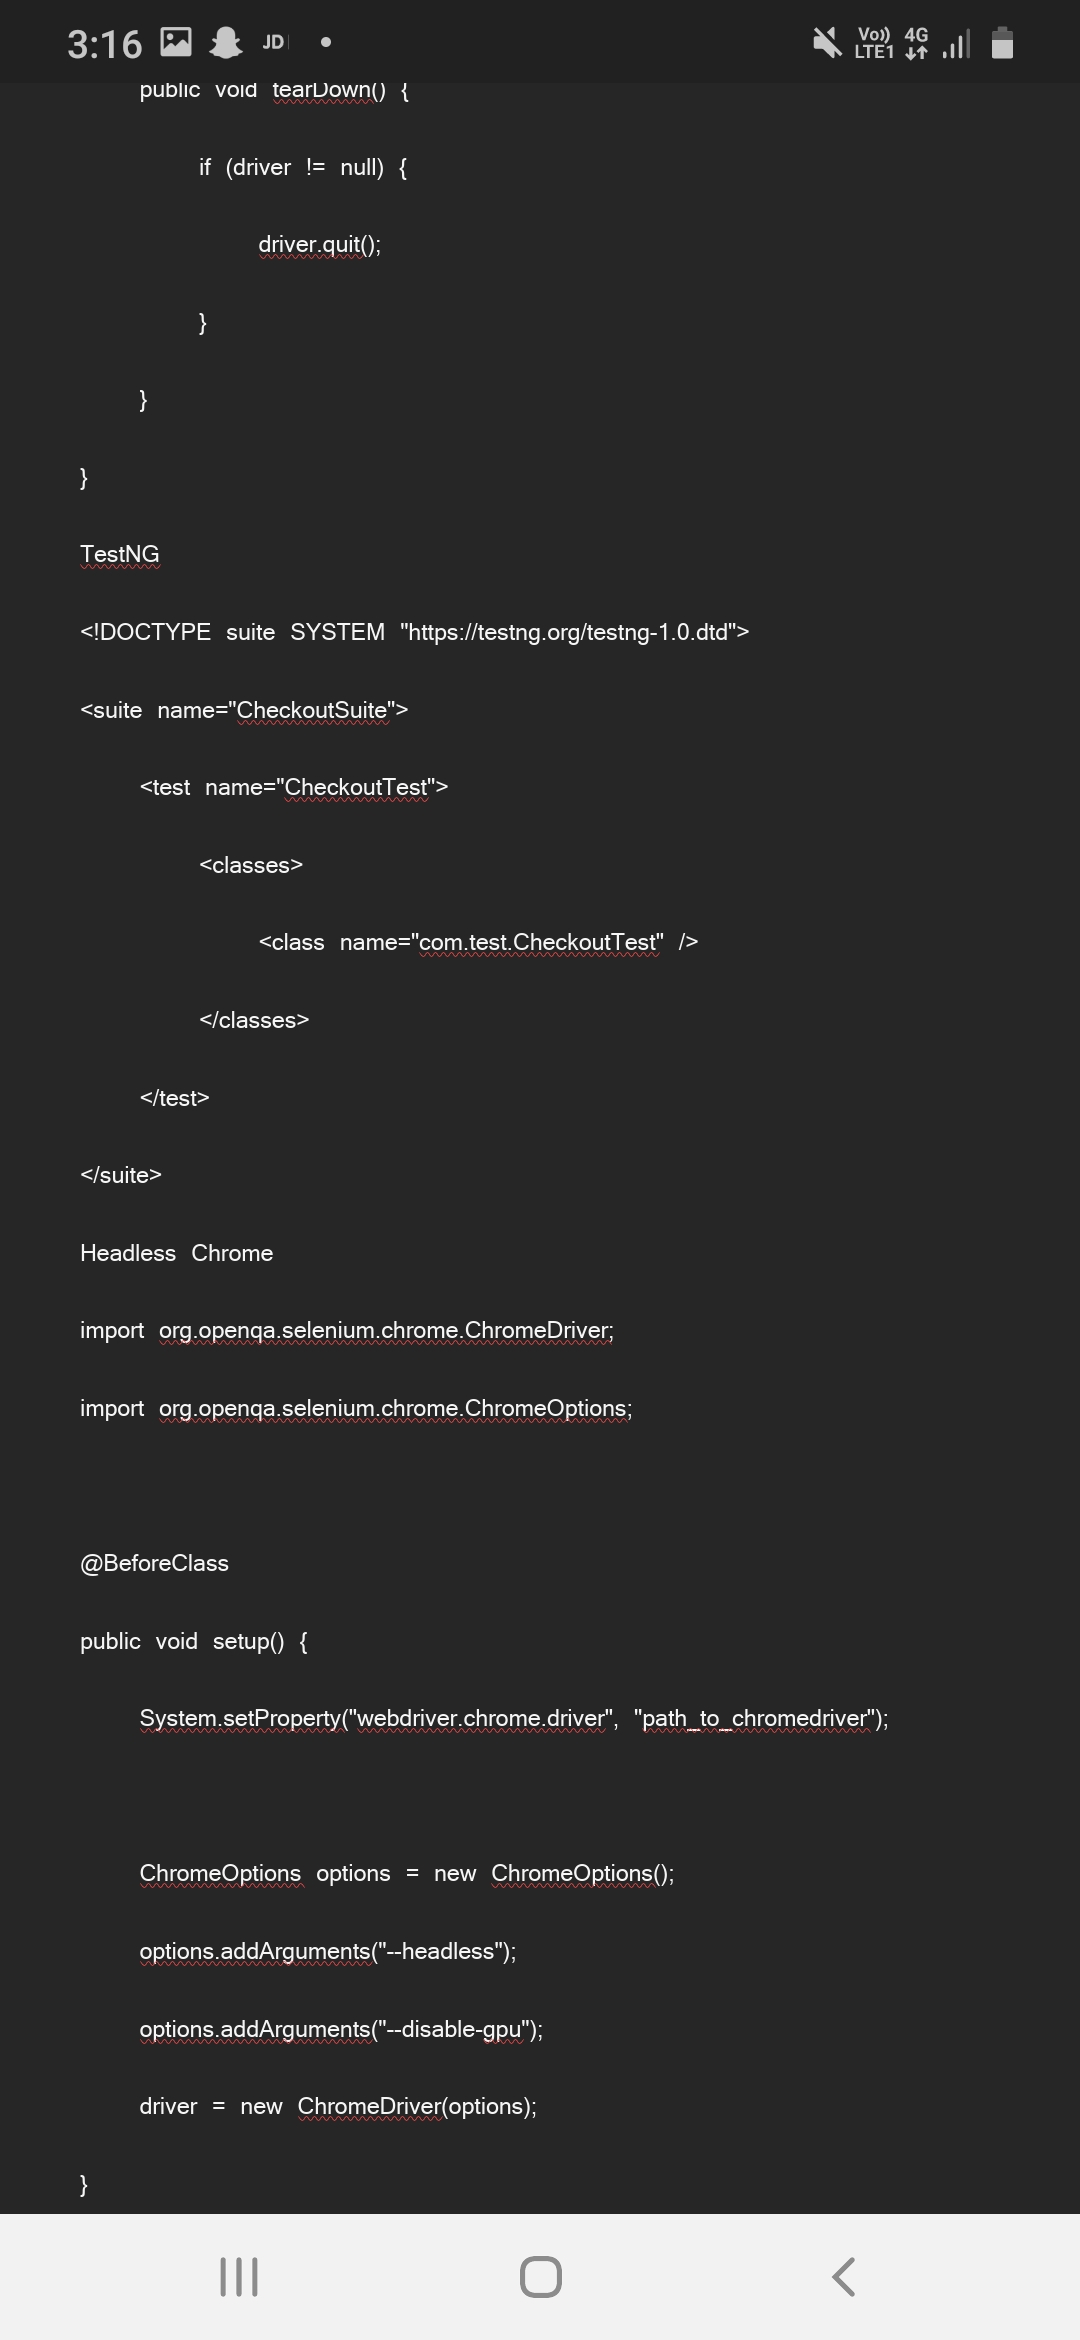 3:16 JD Vo)) LTE1 4G
public void tearDown() {
if (driver != null) {
driver.quit();
}
}
}
TestNG
<!DOCTYPE suite SYSTEM "https://testng.org/testng-1.0.dtd">
<suite name="CheckoutSuite">
<test name="CheckoutTest">
<classes>
<class name="com.test.CheckoutTest" />
</classes>
</test>
</suite>
Headless Chrome
import org.openqa.selenium.chrome.ChromeDriver;
import org.openqa.selenium.chrome.ChromeOptions;
@BeforeClass
public void setup() {
System.setProperty("webdriver.chrome.driver", "path_to_chromedriver");
ChromeOptions options = new ChromeOptions();
options.addArguments("--headless");
options.addArguments("--disable-gpu");
driver = new ChromeDriver(options);
}